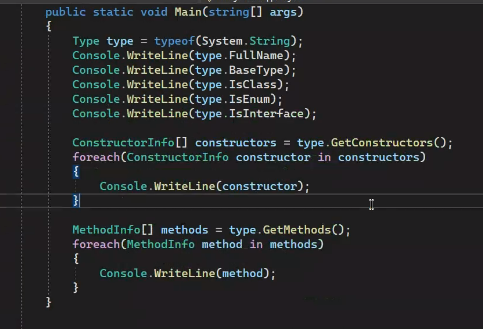 public static void Main(string[] args)
{
Type type = typeof(System.String);
Console.WriteLine(type.FullName);
Console.WriteLine(type.BaseType);
Console.WriteLine(type.IsClass);
Console.WriteLine(type.IsEnum);
Console.WriteLine(type.IsInterface);
ConstructorInfo[] constructors = type.GetConstructors();
foreach(ConstructorInfo constructor in constructors)
{
Console.WriteLine(constructor);
}
MethodInfo[] methods = type.GetMethods();
foreach(MethodInfo method in methods)
{
Console.WriteLine(method);
}
}